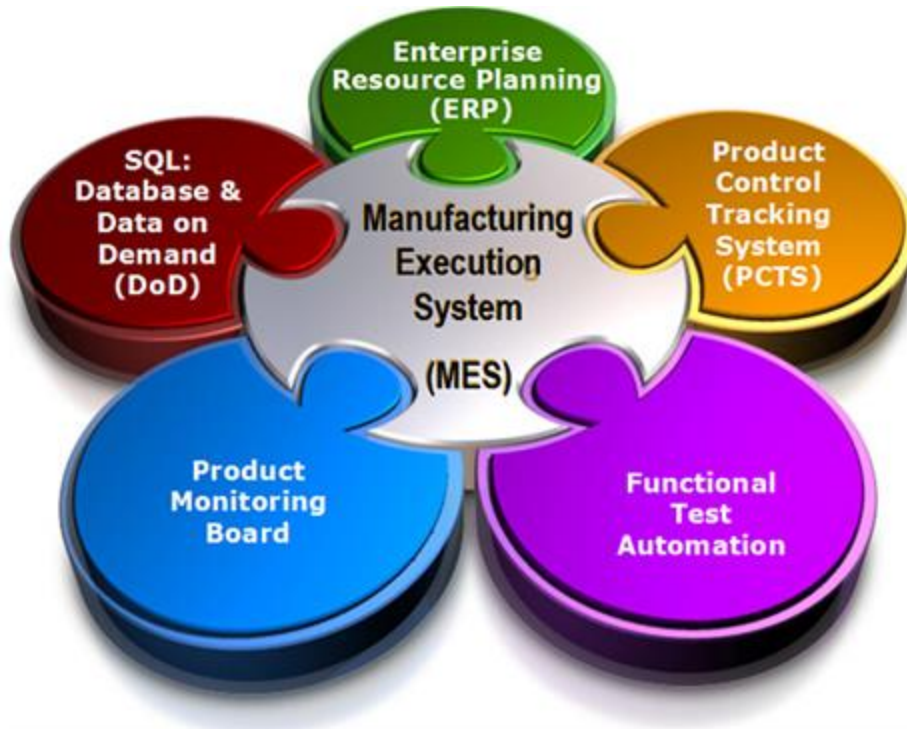 Enterprise
Resource Planning
(ERP)
SQL:
Database &
Data on
Demand
(DoD)
Product
Control
Tracking
System
(PCTS)
Manufacturing
Execution
System
(MES)
Product
Monitoring
Board
Functional
Test
Automation